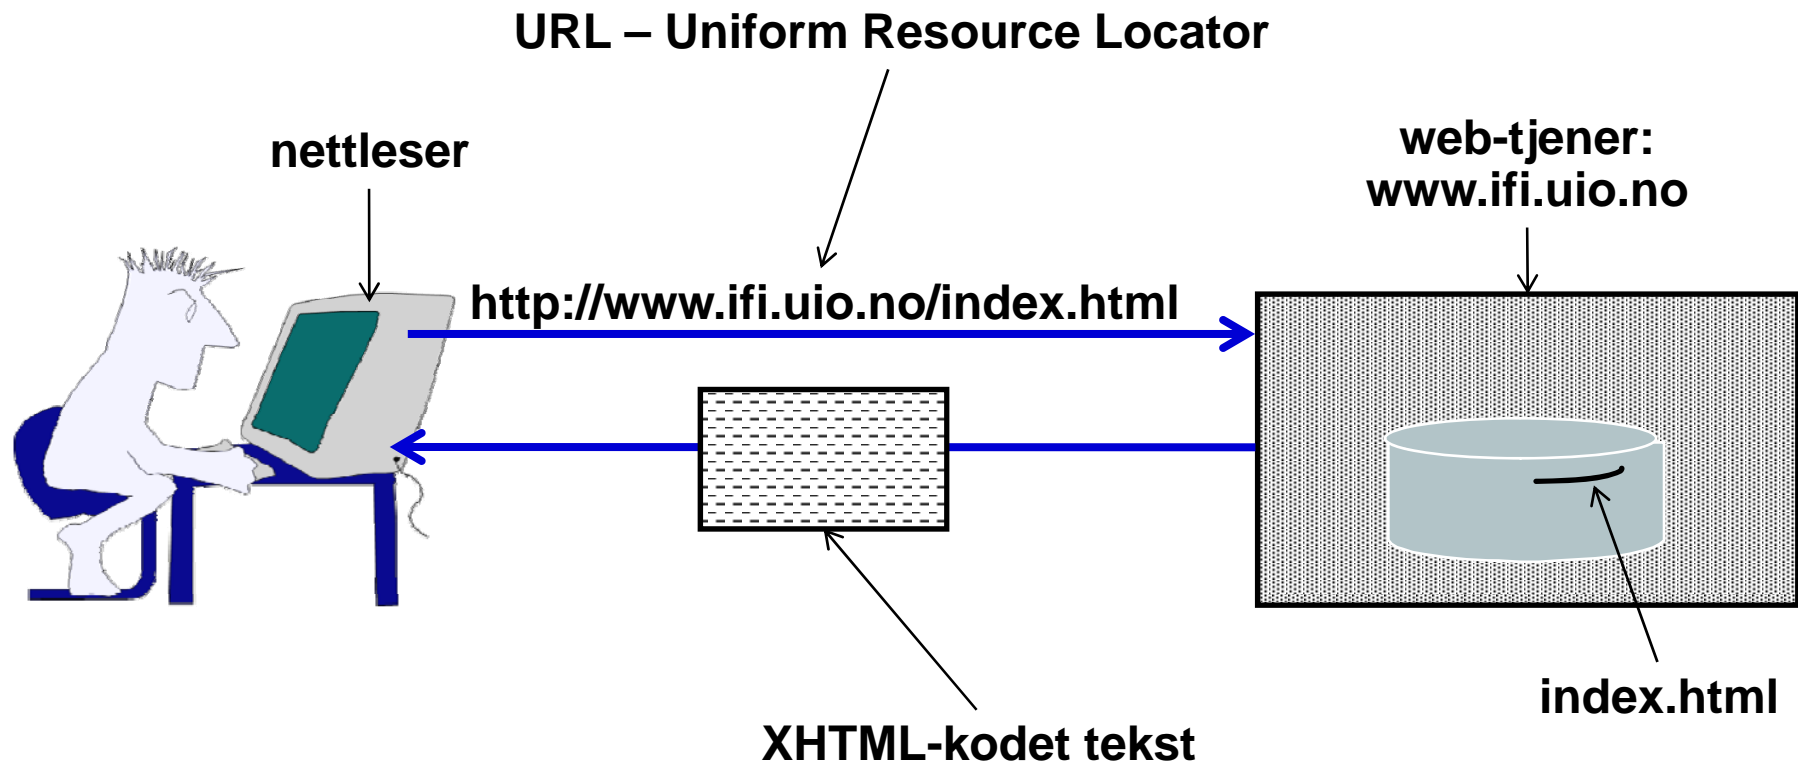 URL – Uniform Resource Locator
nettleser
web-tjener:
www.ifi.uio.no
http://www.ifi.uio.no/index.html
index.html
XHTML-kodet tekst